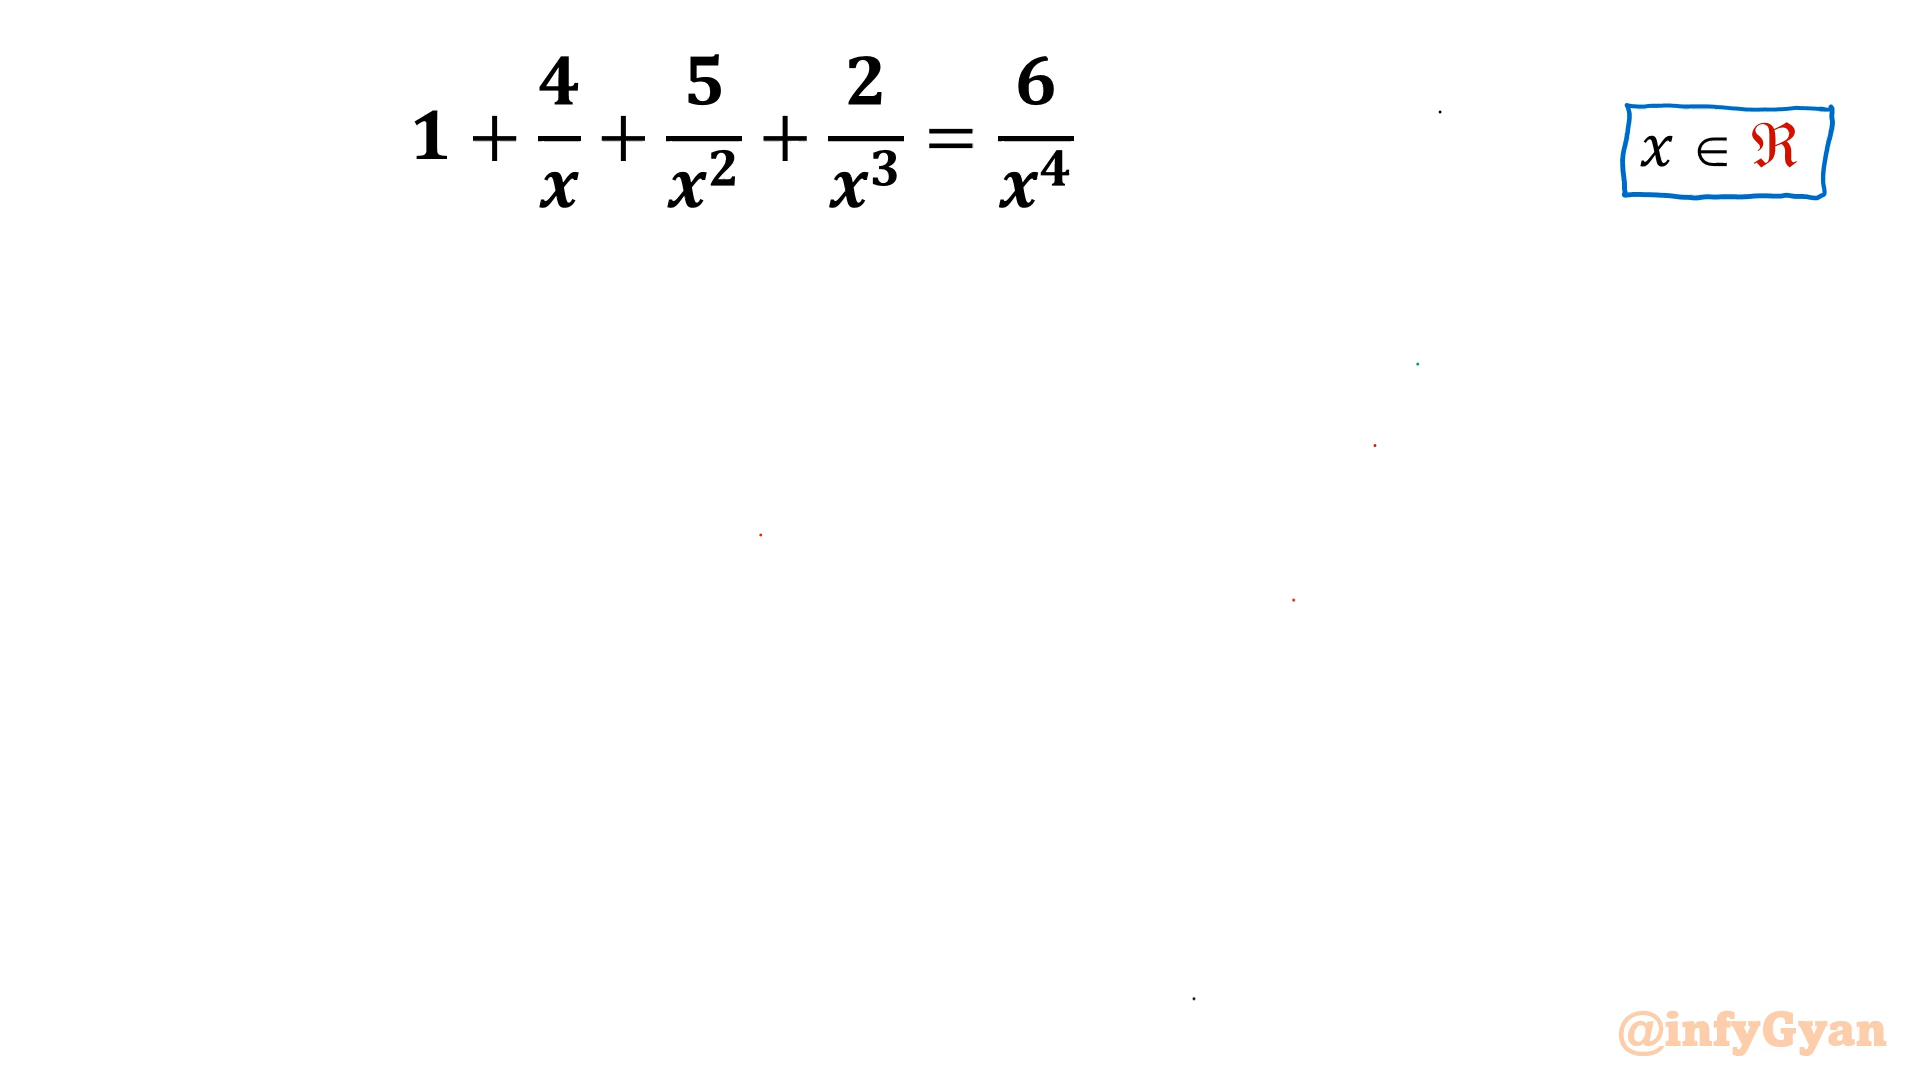 1 + 4/x + 5/x² + 2/x³ = 6/x⁴
x ∈ ℜ
@infyGyan